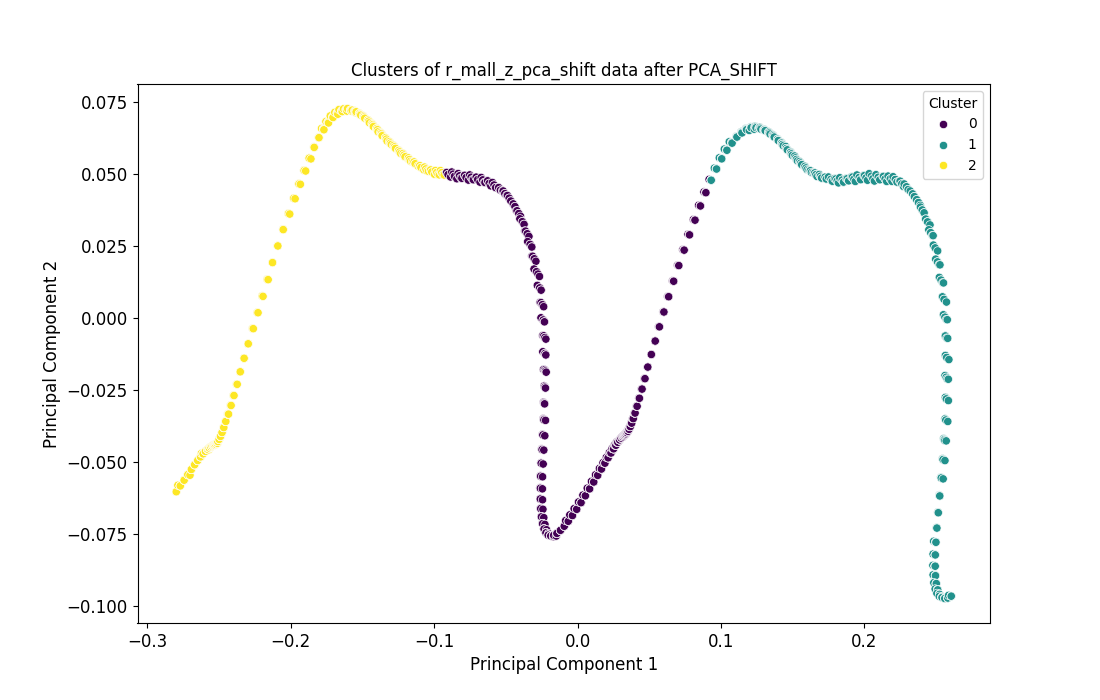 Clusters of r_mall_z_pca_shift data after PCA_SHIFT
Cluster
0
1
2
Principal Component 2
0.075
0.050
0.025
0.000
−0.025
−0.050
−0.075
−0.100
−0.3 −0.2 −0.1 0.0 0.1 0.2
Principal Component 1